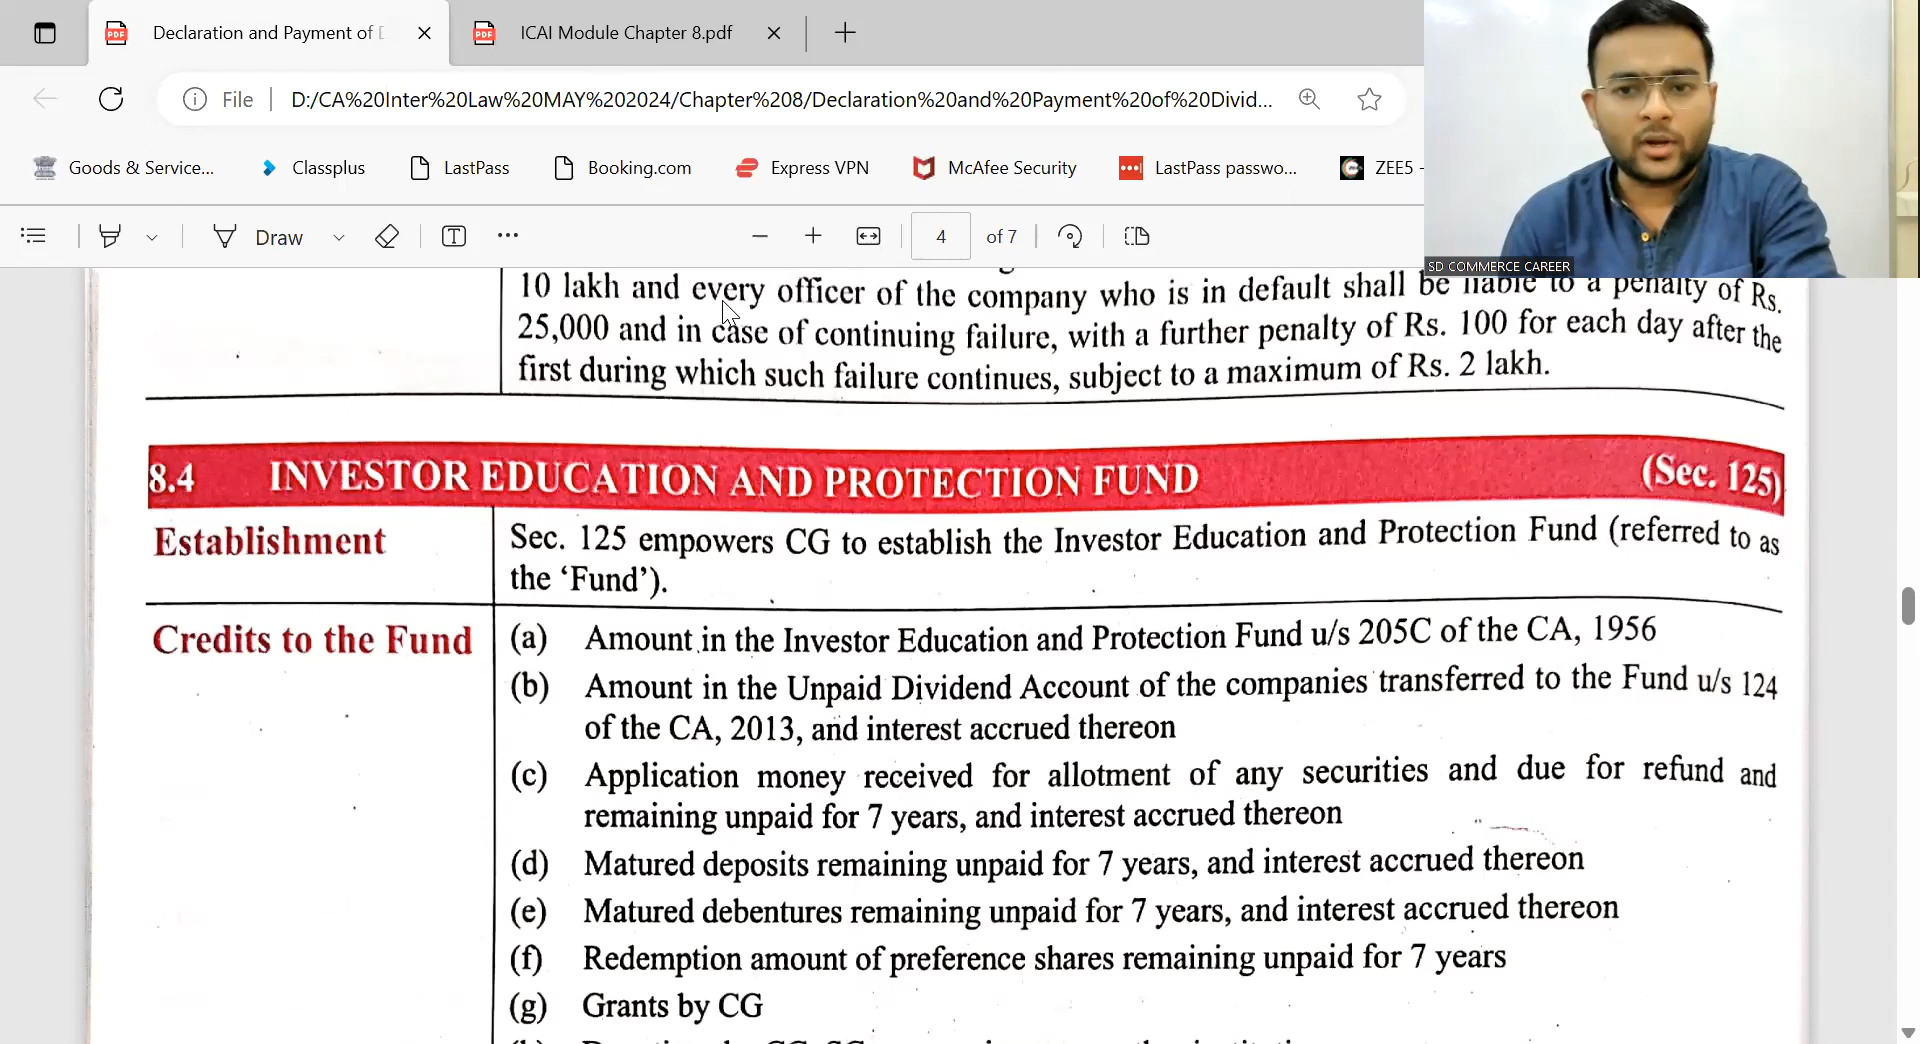 Declaration and Payment of
ICAI Module Chapter 8.pdf
File
D:/CA%20Inter%20Law%20MAY%202024/Chapter%208/Declaration%20and%20Payment%20of%20Divid...
Goods & Service...
Classplus
LastPass
Booking.com
Express VPN
McAfee Security
LastPass passwo...
ZEE5 -
Draw
4
of 7
SD COMMERCE CAREER
10 lakh and every officer of the company who is in default shall be liable to a penalty of Rs.
25,000 and in case of continuing failure, with a further penalty of Rs. 100 for each day after the
first during which such failure continues, subject to a maximum of Rs. 2 lakh.
8.4 INVESTOR EDUCATION AND PROTECTION FUND (Sec. 125)
Establishment
Sec. 125 empowers CG to establish the Investor Education and Protection Fund (referred to as
the ‘Fund’).
Credits to the Fund
(a) Amount in the Investor Education and Protection Fund u/s 205C of the CA, 1956
(b) Amount in the Unpaid Dividend Account of the companies transferred to the Fund u/s 124
of the CA, 2013, and interest accrued thereon
(c) Application money received for allotment of any securities and due for refund and
remaining unpaid for 7 years, and interest accrued thereon
(d) Matured deposits remaining unpaid for 7 years, and interest accrued thereon
(e) Matured debentures remaining unpaid for 7 years, and interest accrued thereon
(f) Redemption amount of preference shares remaining unpaid for 7 years
(g) Grants by CG